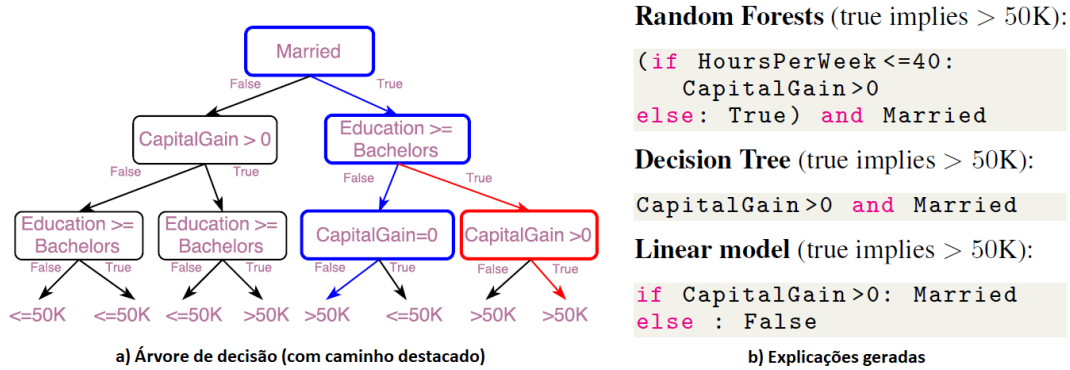 Married
False
True
CapitalGain > 0
Education >=
Bachelors
False
True
False
True
Education >=
Bachelors
Education >=
Bachelors
CapitalGain=0
CapitalGain >0
False
True
False
True
False
True
False
True
<=50K
<=50K
<=50K
>50K
>50K
<=50K
>50K
>50K
a) Árvore de decisão (com caminho destacado)
Random Forests (true implies > 50K):
(if HoursPerWeek<=40:
CapitalGain>0
else: True) and Married
Decision Tree (true implies > 50K):
CapitalGain>0 and Married
Linear model (true implies > 50K):
if CapitalGain>0: Married
else : False
b) Explicações geradas